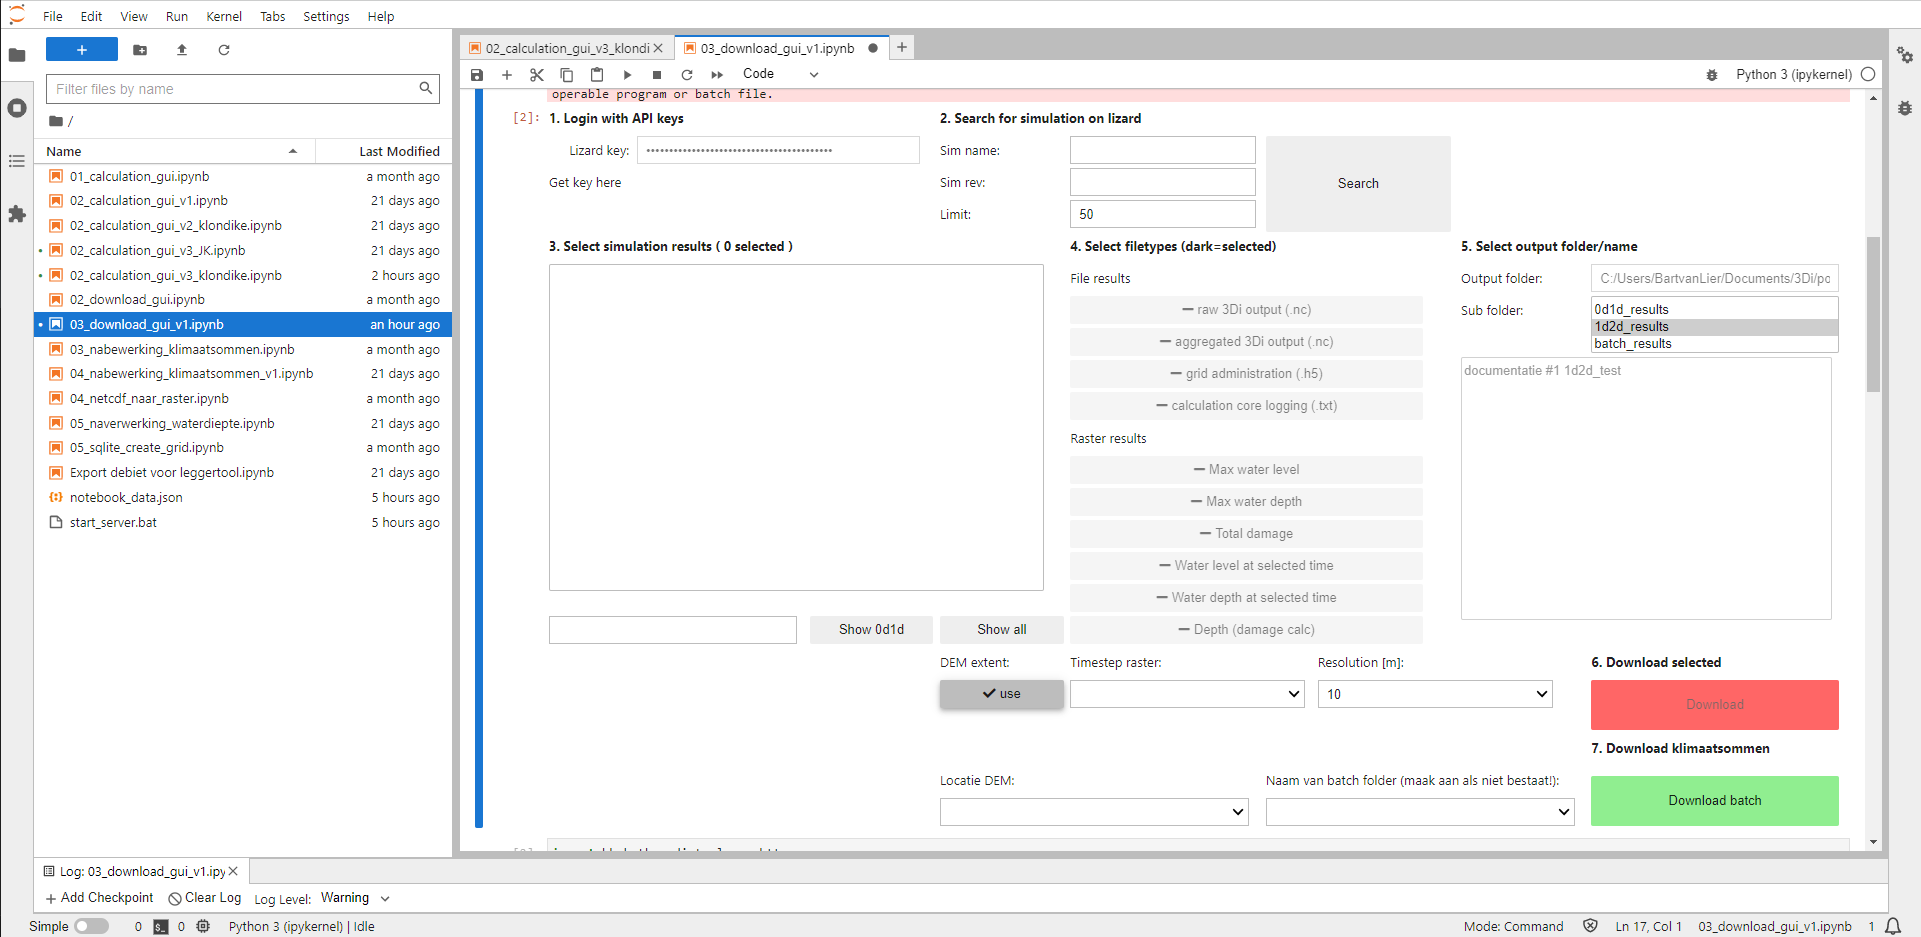 File Edit View Run Kernel Tabs Settings Help
Filter files by name
/
Name Last Modified
01_calculation_gui.ipynb a month ago
02_calculation_gui_v1.ipynb 21 days ago
02_calculation_gui_v2_klondike.ipynb 21 days ago
02_calculation_gui_v3_JK.ipynb 21 days ago
02_calculation_gui_v3_klondike.ipynb 2 hours ago
02_download_gui.ipynb a month ago
03_download_gui_v1.ipynb an hour ago
03_nabewerking_klimaatsommen.ipynb a month ago
04_nabewerking_klimaatsommen_v1.ipynb 21 days ago
04_netcdf_naar_raster.ipynb a month ago
05_naverwerking_waterdiepte.ipynb 21 days ago
05_sqlite_create_grid.ipynb a month ago
Export debiet voor leggertool.ipynb 21 days ago
notebook_data.json 5 hours ago
start_server.bat 5 hours ago
02_calculation_gui_v3_klondi
03_download_gui_v1.ipynb
Code
Python 3 (ipykernel)
operable program or batch file.
[2]:
1. Login with API keys
Lizard key:
Get key here
2. Search for simulation on lizard
Sim name:
Sim rev:
Limit: 50
Search
3. Select simulation results ( 0 selected )
Show 0d1d
Show all
4. Select filetypes (dark=selected)
File results
raw 3Di output (.nc)
aggregated 3Di output (.nc)
grid administration (.h5)
calculation core logging (.txt)
Raster results
Max water level
Max water depth
Total damage
Water level at selected time
Water depth at selected time
Depth (damage calc)
5. Select output folder/name
Output folder: C:/Users/BartvanLier/Documents/3Di/po
Sub folder:
0d1d_results
1d2d_results
batch_results
documentatie #1 1d2d_test
DEM extent:
use
Timestep raster:
Resolution [m]:
10
6. Download selected
Download
7. Download klimaatsommen
Locatie DEM:
Naam van batch folder (maak aan als niet bestaat!):
Download batch
Log: 03_download_gui_v1.ipy
Add Checkpoint Clear Log Log Level: Warning
Simple 0 $_ 0 Python 3 (ipykernel) | Idle
Mode: Command Ln 17, Col 1 03_download_gui_v1.ipynb 1